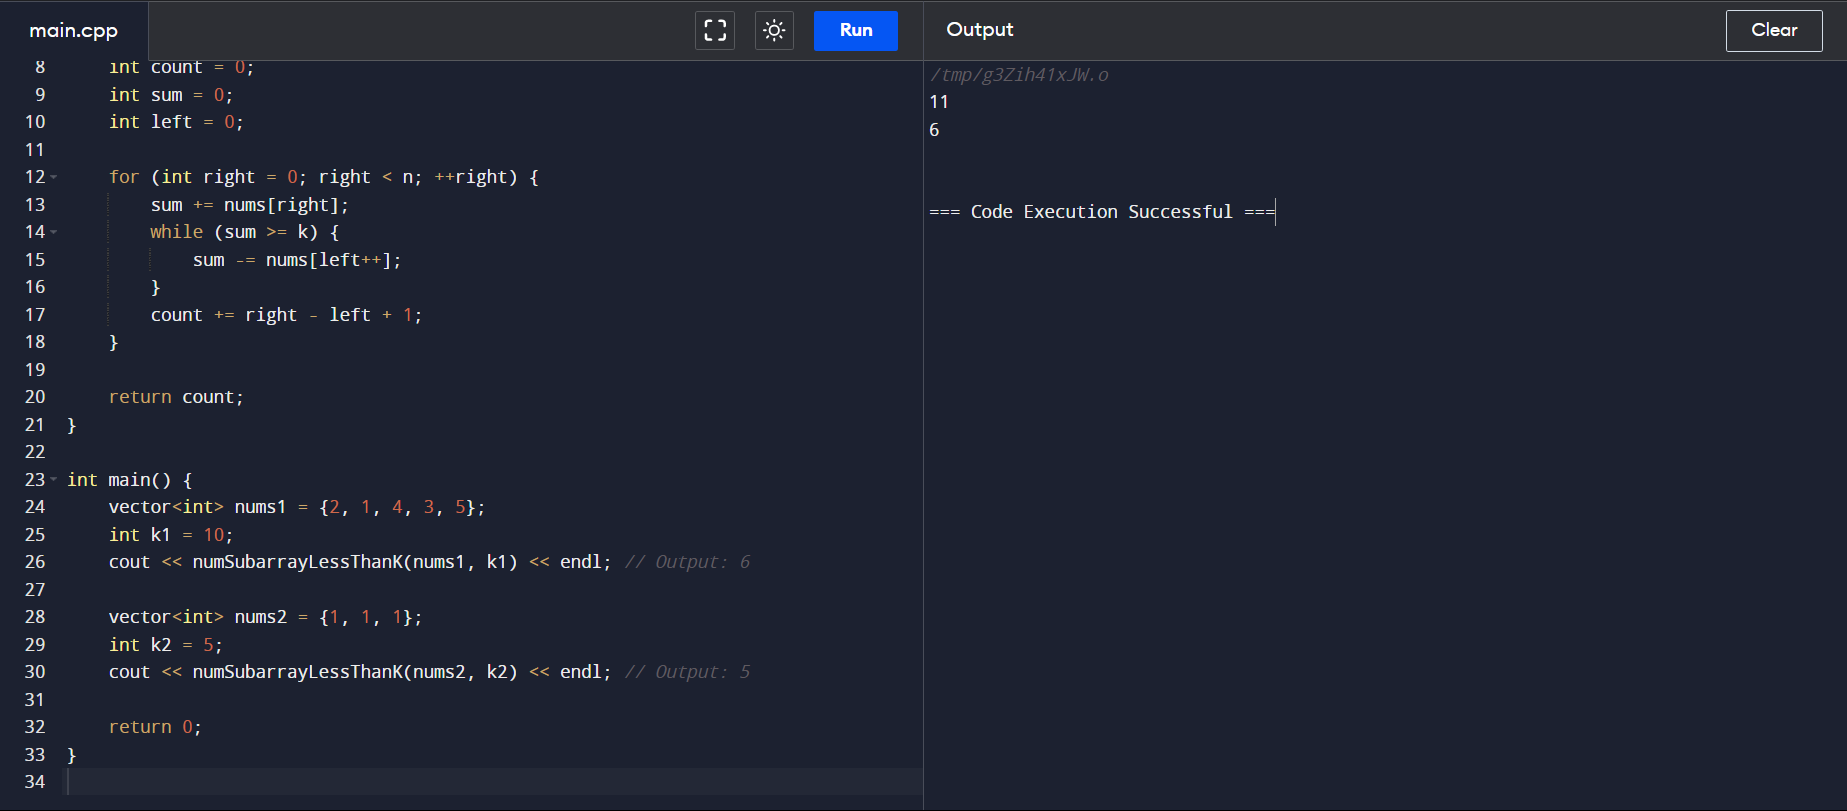 main.cpp
Run
Output
Clear
8 int count = 0;
9 int sum = 0;
10 int left = 0;
11
12 for (int right = 0; right < n; ++right) {
13 sum += nums[right];
14 while (sum >= k) {
15 sum -= nums[left++];
16 }
17 count += right - left + 1;
18 }
19
20 return count;
21 }
22
23 int main() {
24 vector<int> nums1 = {2, 1, 4, 3, 5};
25 int k1 = 10;
26 cout << numSubarrayLessThanK(nums1, k1) << endl; // Output: 6
27
28 vector<int> nums2 = {1, 1, 1};
29 int k2 = 5;
30 cout << numSubarrayLessThanK(nums2, k2) << endl; // Output: 5
31
32 return 0;
33 }
34
/tmp/g3Zih41xJW.o
11
6
=== Code Execution Successful ===